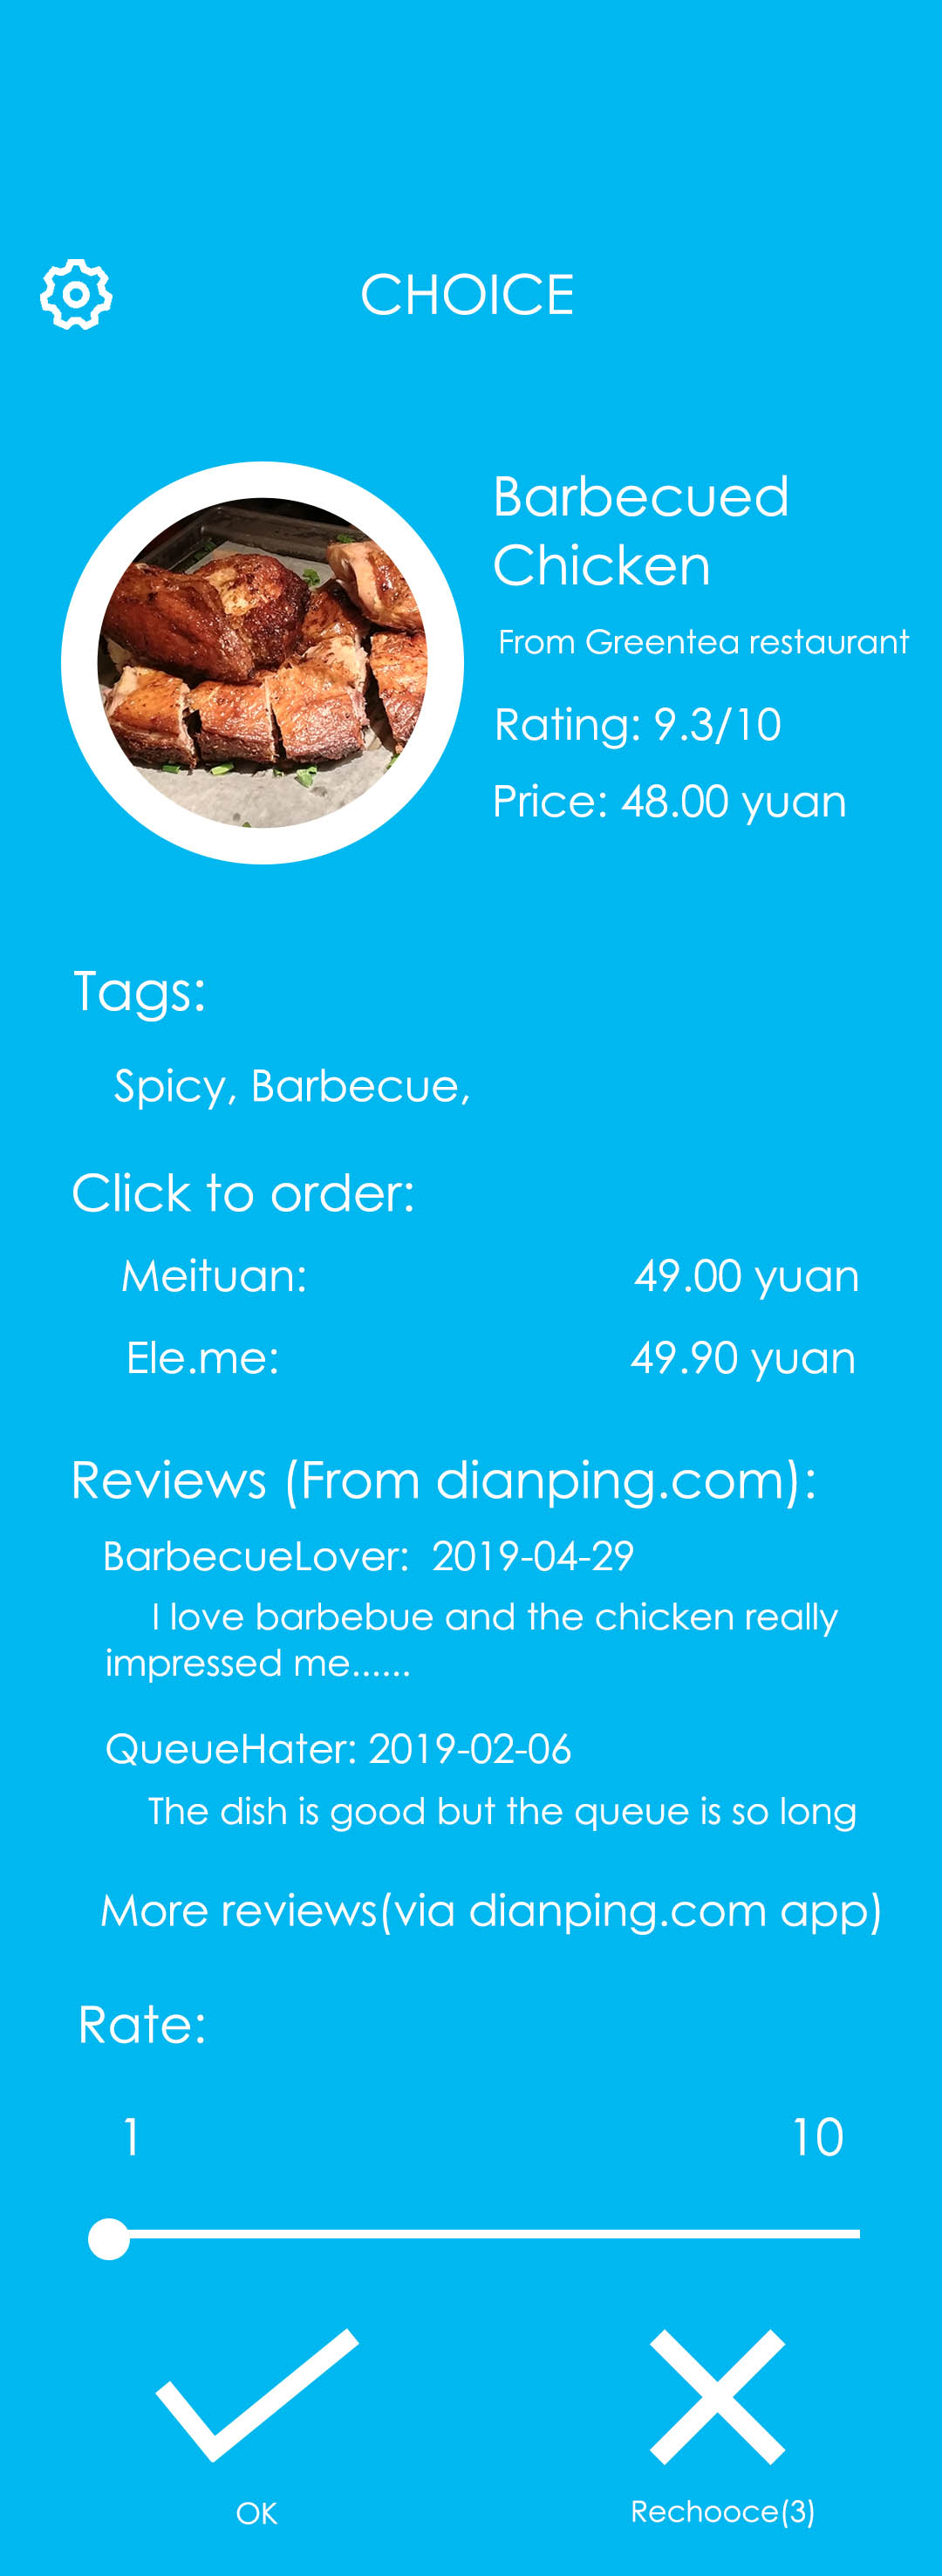 CHOICE
Barbecued
Chicken
From Greentea restaurant
Rating: 9.3/10
Price: 48.00 yuan
Tags:
Spicy, Barbecue,
Click to order:
Meituan: 49.00 yuan
Ele.me: 49.90 yuan
Reviews (From dianping.com):
BarbecueLover: 2019-04-29
I love barbebue and the chicken really
impressed me......
QueueHater: 2019-02-06
The dish is good but the queue is so long
More reviews(via dianping.com app)
Rate:
1 10
OK Rechooce(3)